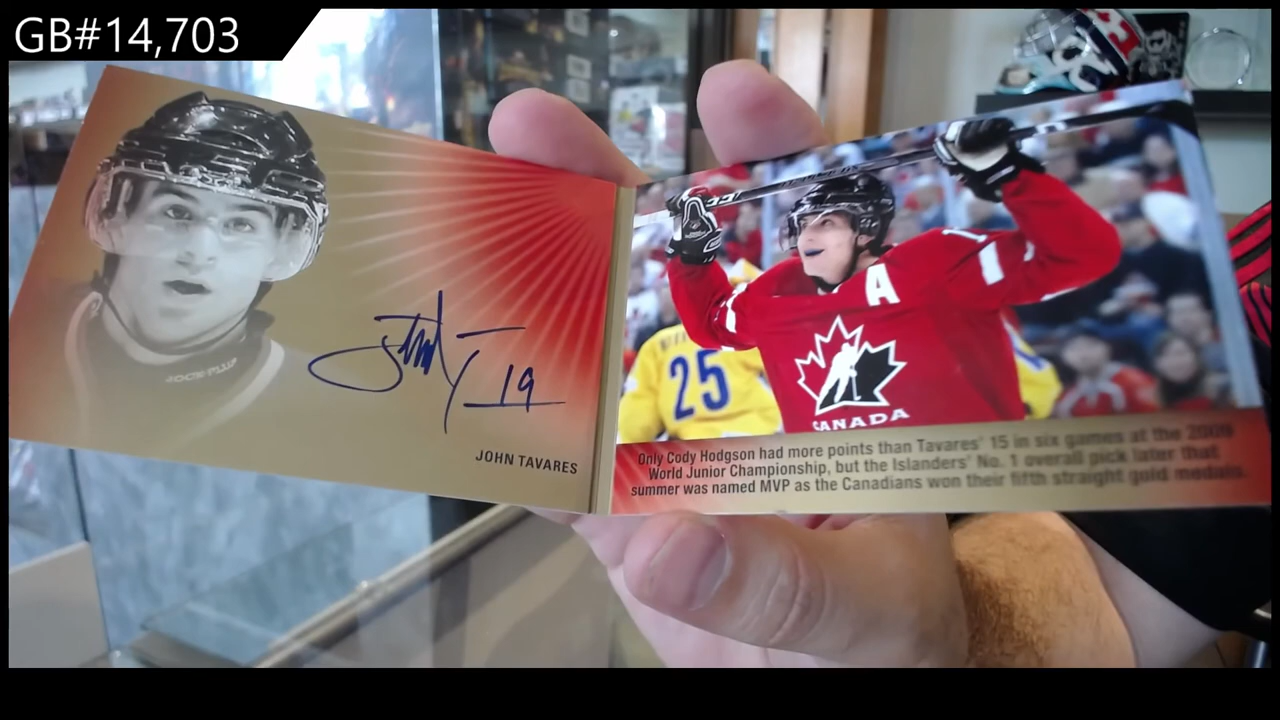 GB#14,703
JOCK-PLUS
19
JOHN TAVARES
A
25
CANADA
Only Cody Hodgson had more points than Tavares' 15 in six games at the 2009
World Junior Championship, but the Islanders' No. 1 overall pick later that
summer was named MVP as the Canadians won their fifth straight gold medals.